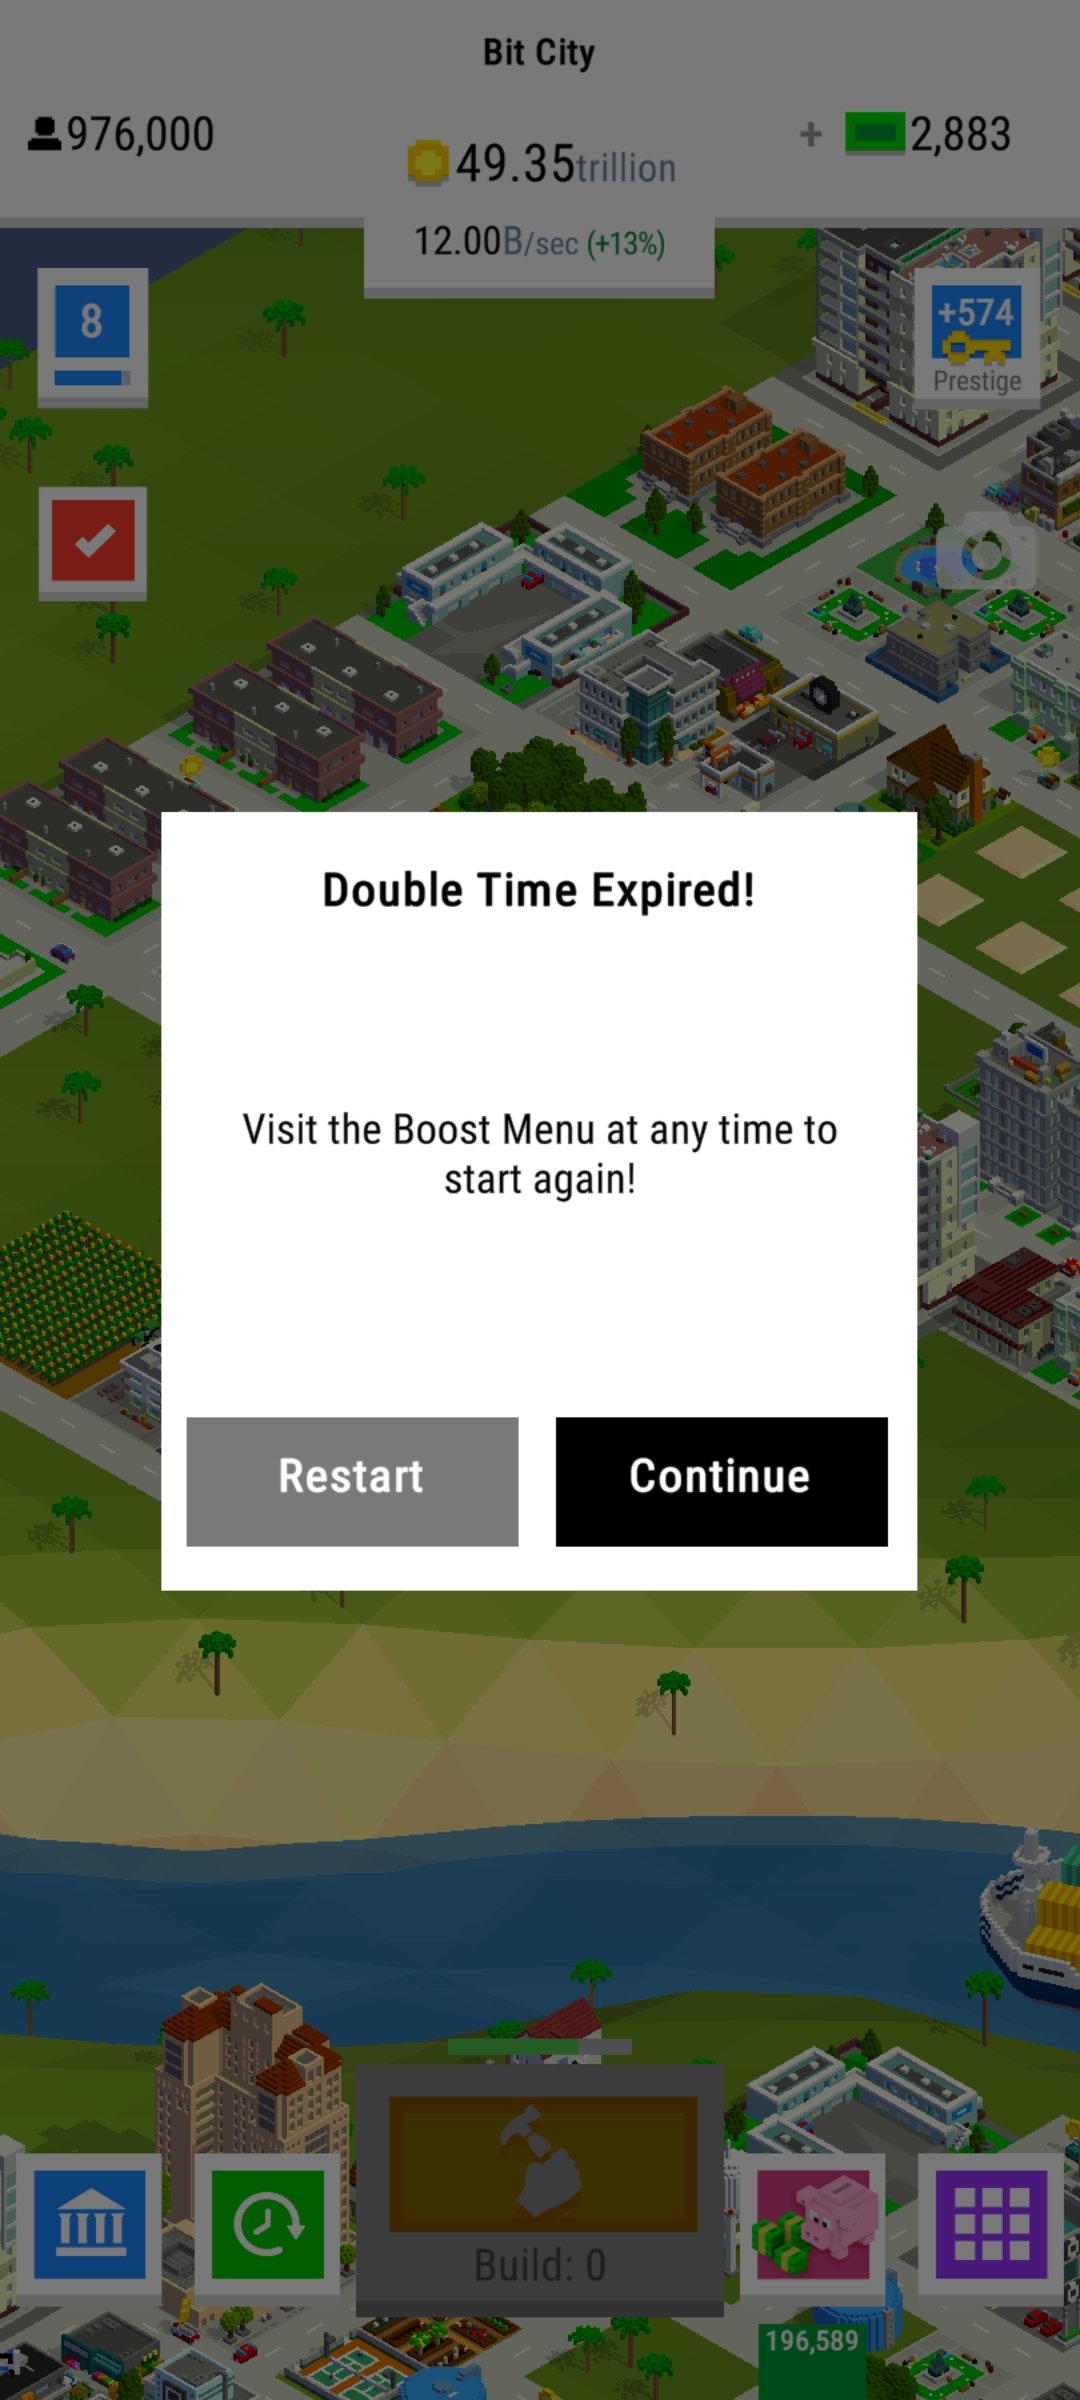 Bit City
976,000
49.35trillion
+ 2,883
12.00B/sec (+13%)
8
+574
Prestige
Double Time Expired!
Visit the Boost Menu at any time to
start again!
Restart
Continue
Build: 0
196,589